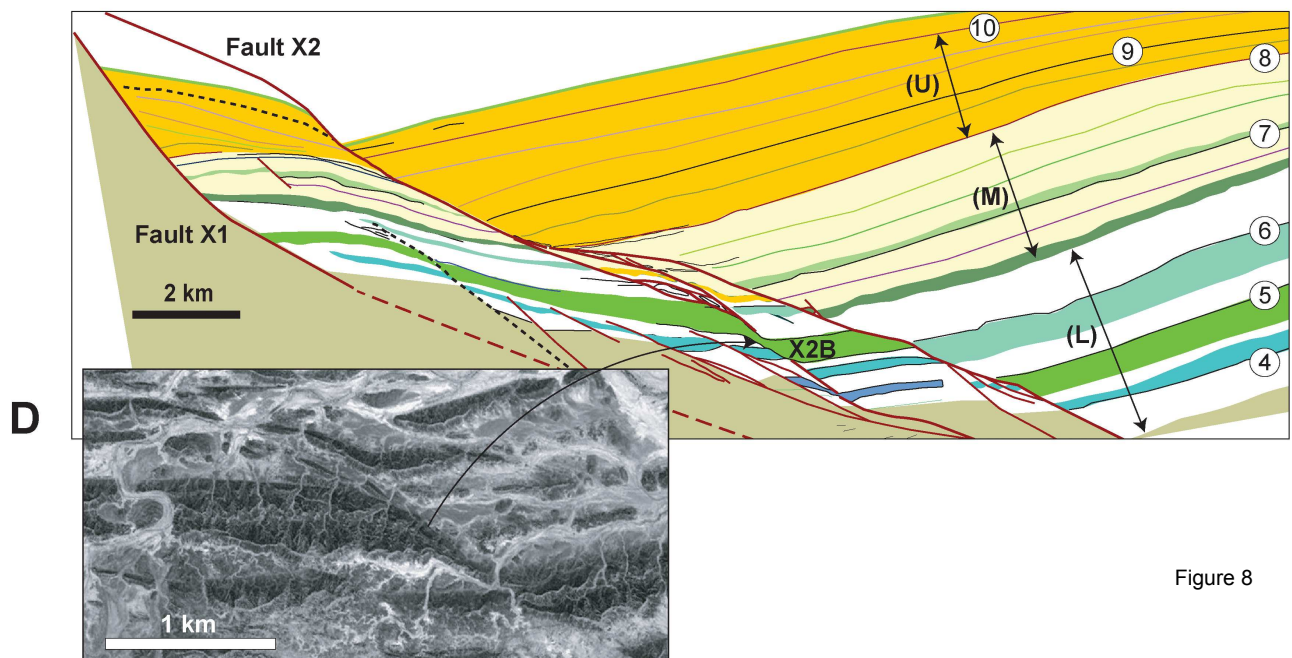 Fault X2
10
9
8
(U)
7
(M)
Fault X1
6
2 km
5
X2B
(L)
4
D
1 km
Figure 8